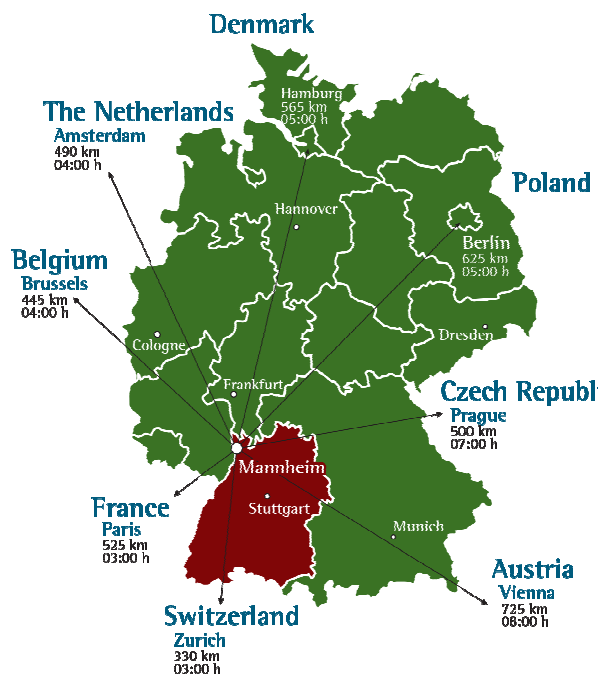 Denmark
Hamburg
565 km
05:00 h
The Netherlands
Amsterdam
490 km
04:00 h
Poland
Hannover
Berlin
625 km
05:00 h
Belgium
Brussels
445 km
04:00 h
Cologne
Dresden
Frankfurt
Czech Republi
Prague
500 km
07:00 h
Mannheim
Stuttgart
France
Paris
525 km
03:00 h
Munich
Austria
Vienna
725 km
08:00 h
Switzerland
Zurich
330 km
03:00 h